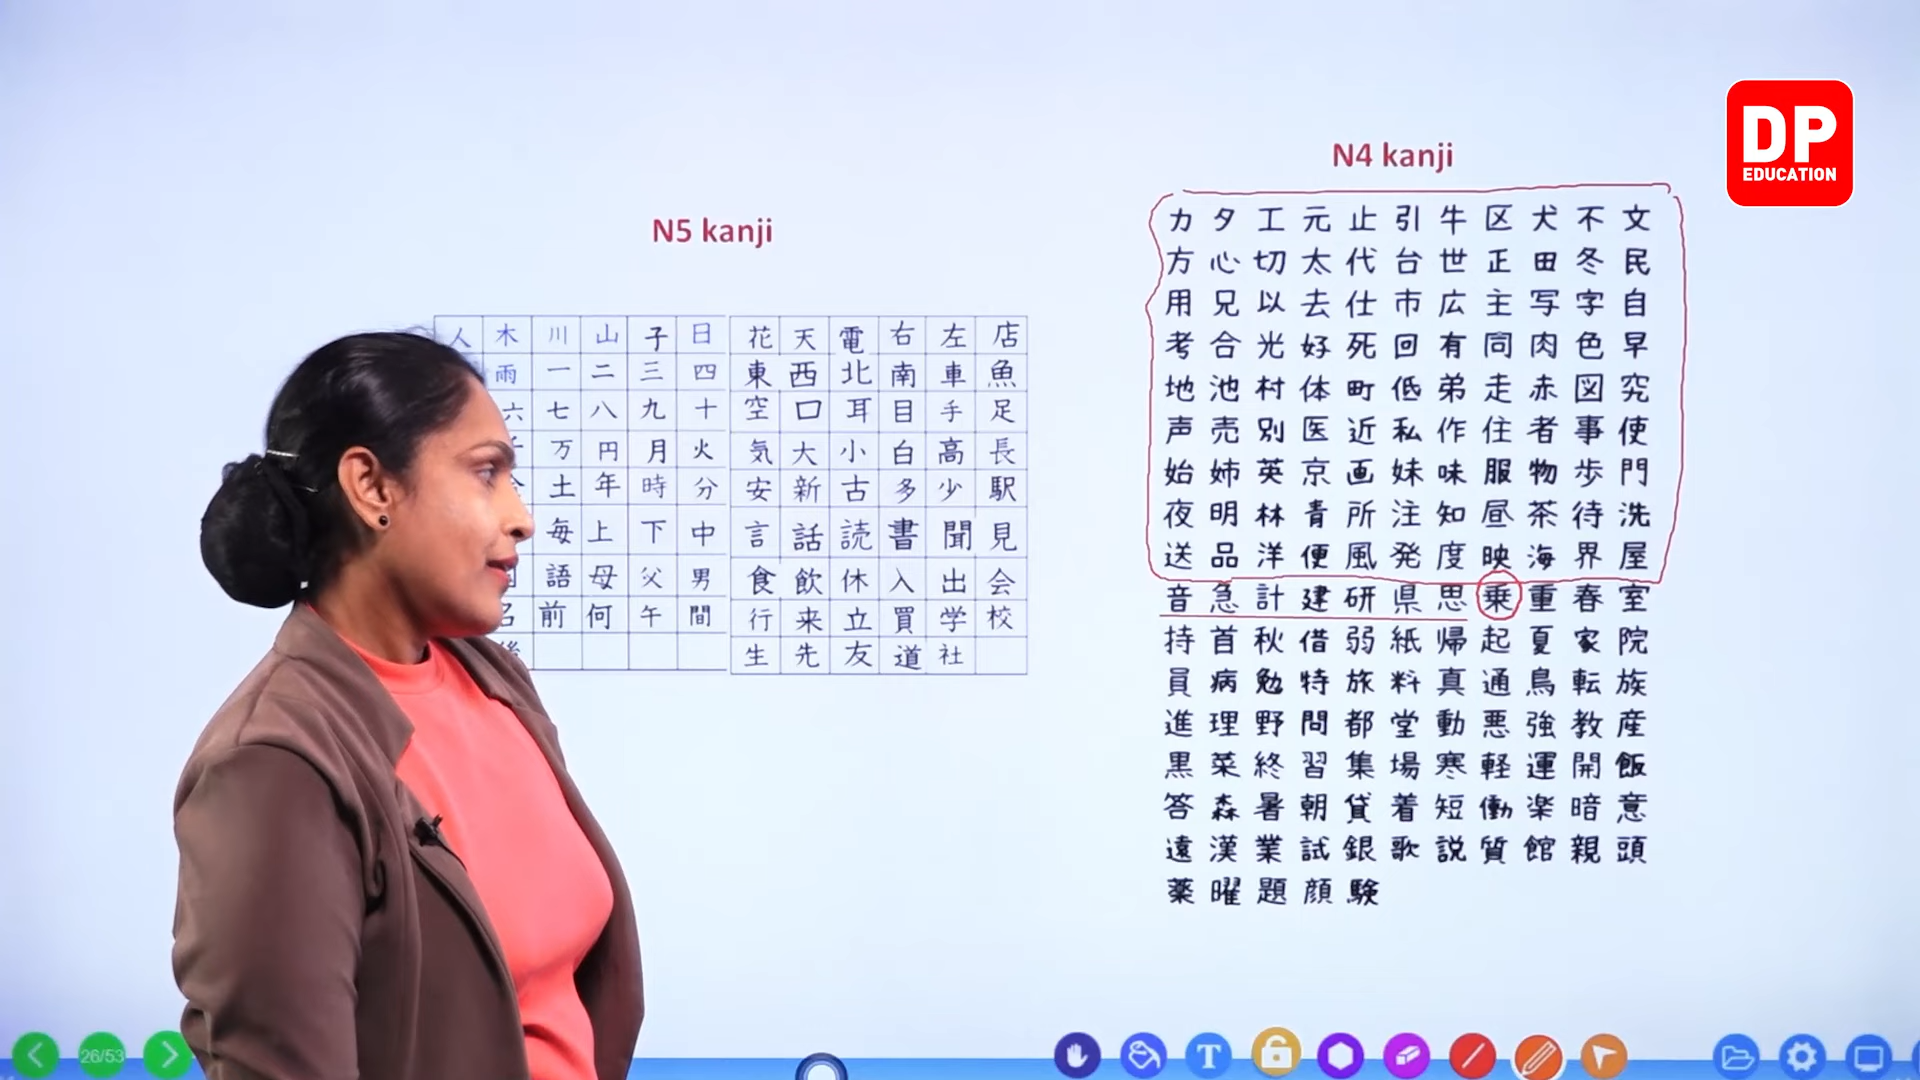 DP
EDUCATION
N4 kanji
N5 kanji
人 木 川 山 子 日 花 天 電 右 左 店
雨 一 二 三 四 東 西 北 南 車 魚
六 七 八 九 十 空 口 耳 目 手 足
万 円 月 火 気 大 小 白 高 長
土 年 時 分 安 新 古 多 少 駅
毎 上 下 中 言 話 読 書 聞 見
語 母 父 男 食 飲 休 入 出 会
名 前 何 午 間 行 来 立 買 学 校
後 生 先 友 道 社
力 夕 工 元 止 引 牛 区 犬 不 文
方 心 切 太 代 台 世 正 田 冬 民
用 兄 以 去 仕 市 広 主 写 字 自
考 合 光 好 死 回 有 同 肉 色 早
地 池 村 体 町 低 弟 走 赤 図 究
声 売 別 医 近 私 作 住 者 事 使
始 姉 英 京 画 妹 味 服 物 歩 門
夜 明 林 青 所 注 知 昼 茶 待 洗
送 品 洋 便 風 発 度 映 海 界 屋
音 急 計 建 研 県 思 乗 重 春 室
持 首 秋 借 弱 紙 帰 起 夏 家 院
員 病 勉 特 旅 料 真 通 鳥 転 族
進 理 野 問 都 堂 動 悪 強 教 産
黒 菜 終 習 集 場 寒 軽 運 開 飯
答 森 暑 朝 貸 着 短 働 楽 暗 意
遠 漢 業 試 銀 歌 説 質 館 親 頭
薬 曜 題 顔 験
26/53
T